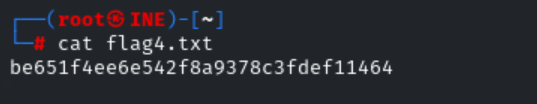 ┌──(root㉿INE)-[~]
└─# cat flag4.txt
be651f4ee6e542f8a9378c3fdef11464